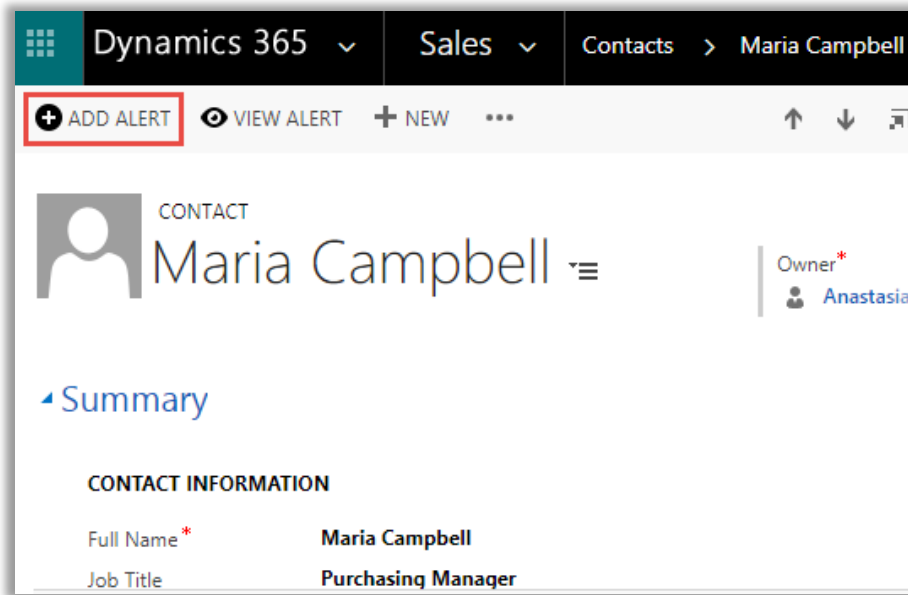 Dynamics 365 Sales Contacts > Maria Campbell
ADD ALERT VIEW ALERT NEW •••
CONTACT
Maria Campbell
Owner*
Anastasia
Summary
CONTACT INFORMATION
Full Name* Maria Campbell
Job Title Purchasing Manager